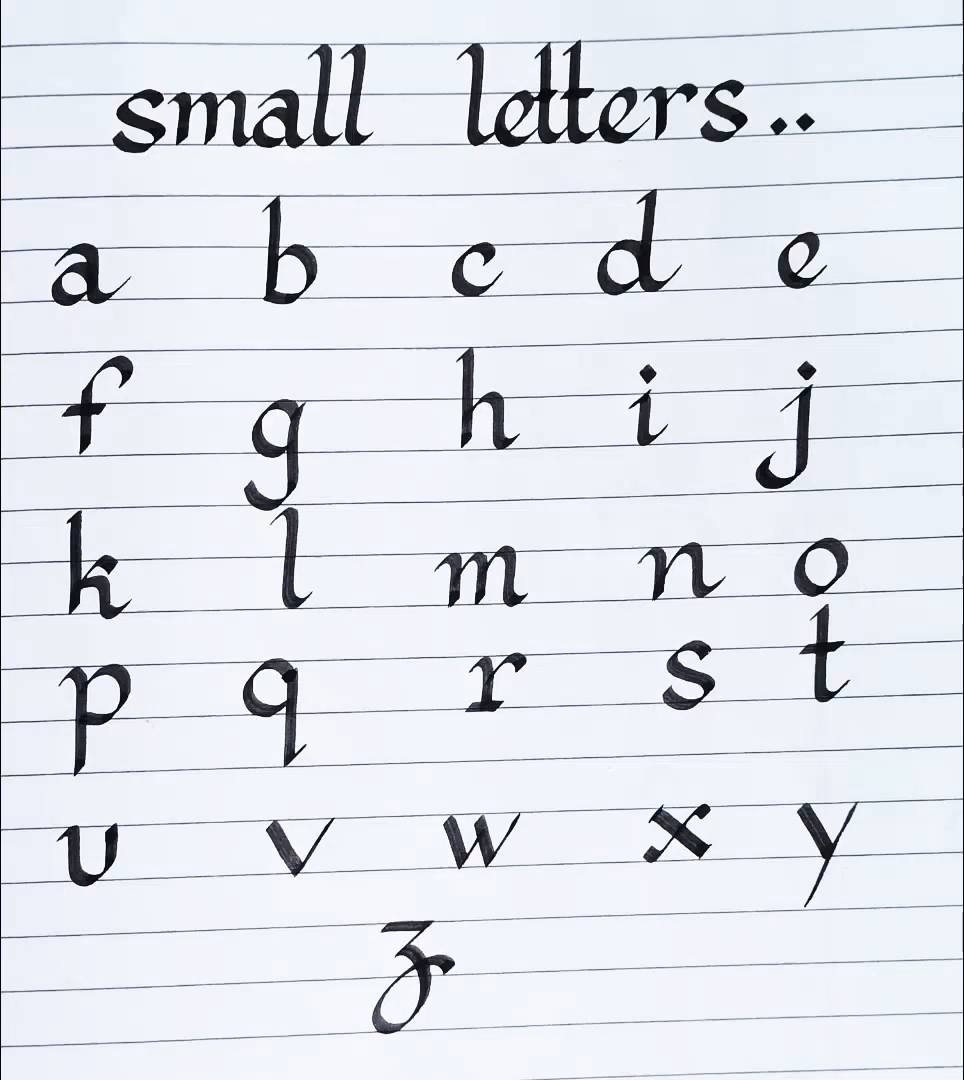 small letters..
a b c d e
f g h i j
k l m n o
p q r s t
u v w x y
z